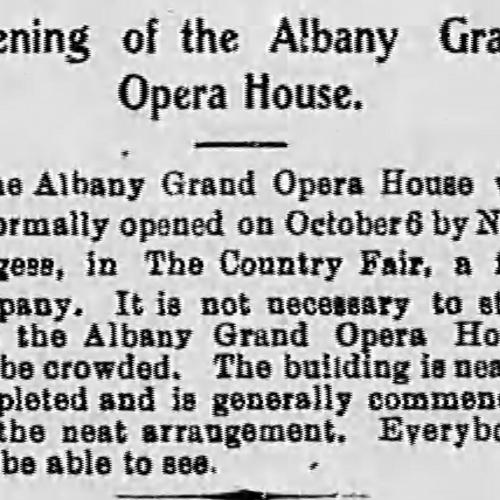 ening of the Albany Gra
Opera House.
he Albany Grand Opera House
ormally opened on October 6 by N
gess, in The Country Fair, a f
pany. It is not necessary to s
the Albany Grand Opera Ho
be crowded. The building is nea
pleted and is generally commen
the neat arrangement. Everybo
be able to see.